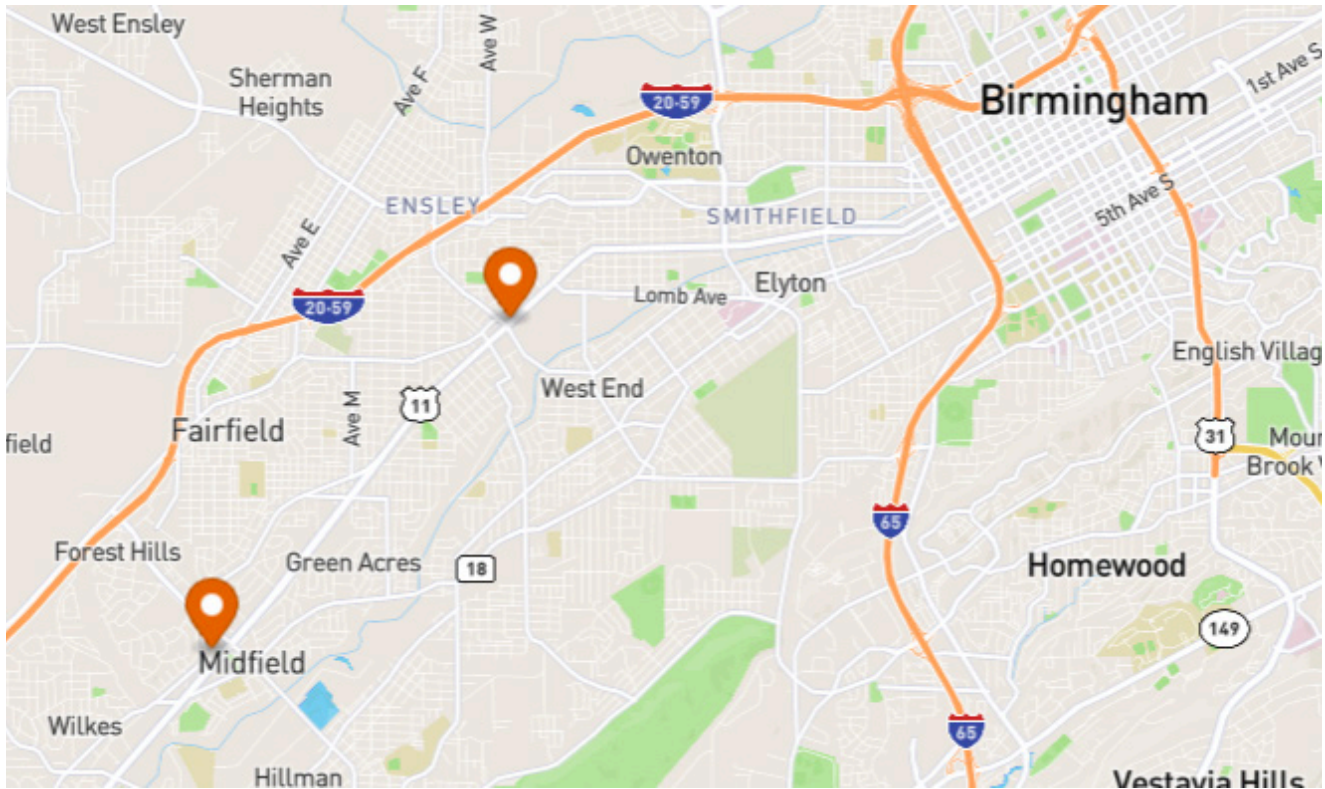 West Ensley
Ave W
Sherman
Heights
Ave F
20-59
Birmingham
1st Ave S
Owenton
ENSLEY
SMITHFIELD
5th Ave S
Ave E
20-59
Lomb Ave
Elyton
English Villag
West End
11
Ave M
Fairfield
field
31
Moun
Brook V
65
Forest Hills
Green Acres
18
Homewood
149
Midfield
Wilkes
65
Hillman
Vestavia Hills